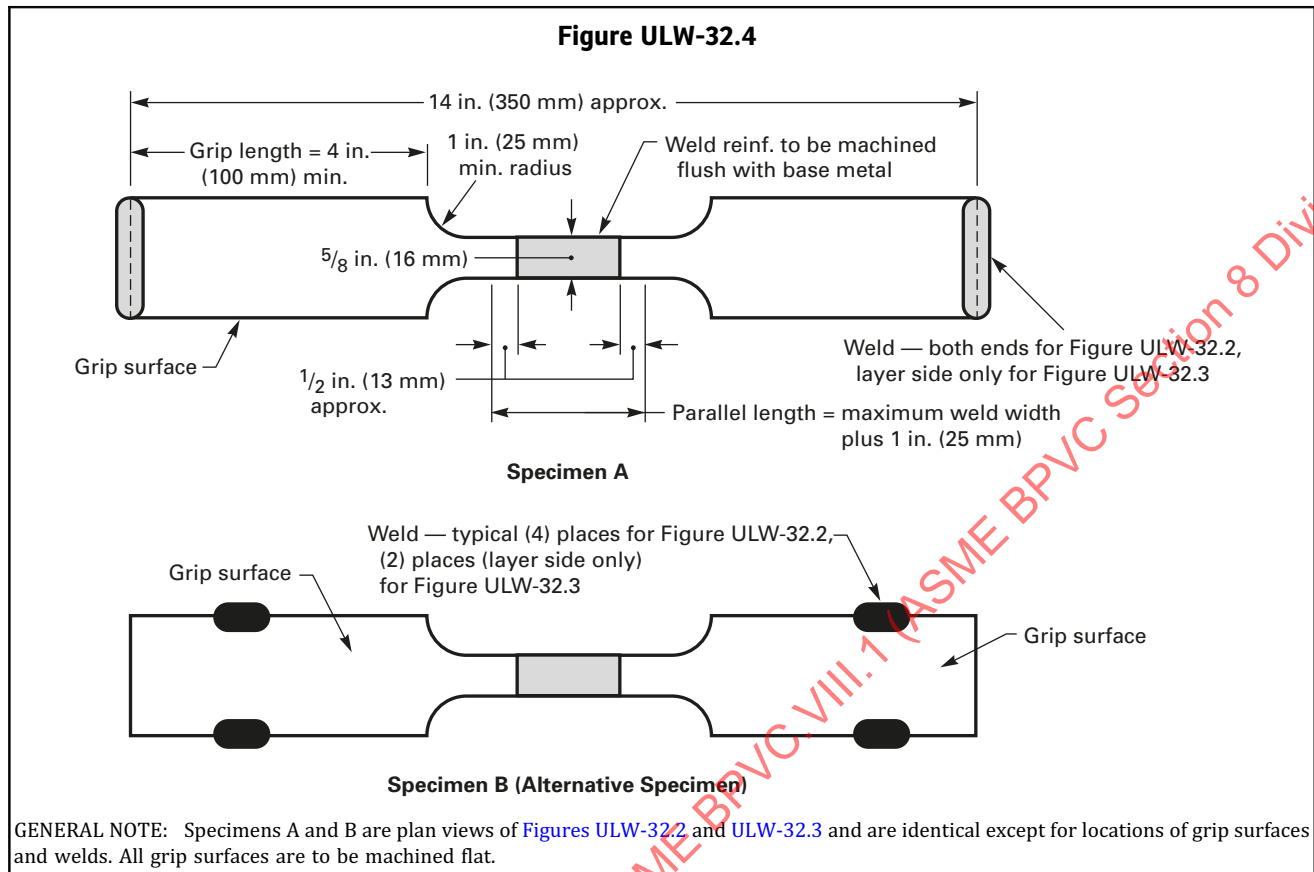 Figure ULW-32.4
14 in. (350 mm) approx.
Grip length = 4 in.
(100 mm) min.
1 in. (25 mm)
min. radius
Weld reinf. to be machined
flush with base metal
5/8 in. (16 mm)
Grip surface
1/2 in. (13 mm)
approx.
Weld — both ends for Figure ULW-32.2,
layer side only for Figure ULW-32.3
Parallel length = maximum weld width
plus 1 in. (25 mm)
Specimen A
Weld — typical (4) places for Figure ULW-32.2,
(2) places (layer side only)
for Figure ULW-32.3
Grip surface
Grip surface
Specimen B (Alternative Specimen)
GENERAL NOTE: Specimens A and B are plan views of Figures ULW-32.2 and ULW-32.3 and are identical except for locations of grip surfaces
and welds. All grip surfaces are to be machined flat.
ME BPVC.VIII.1 (ASME BPVC Section 8 Divi